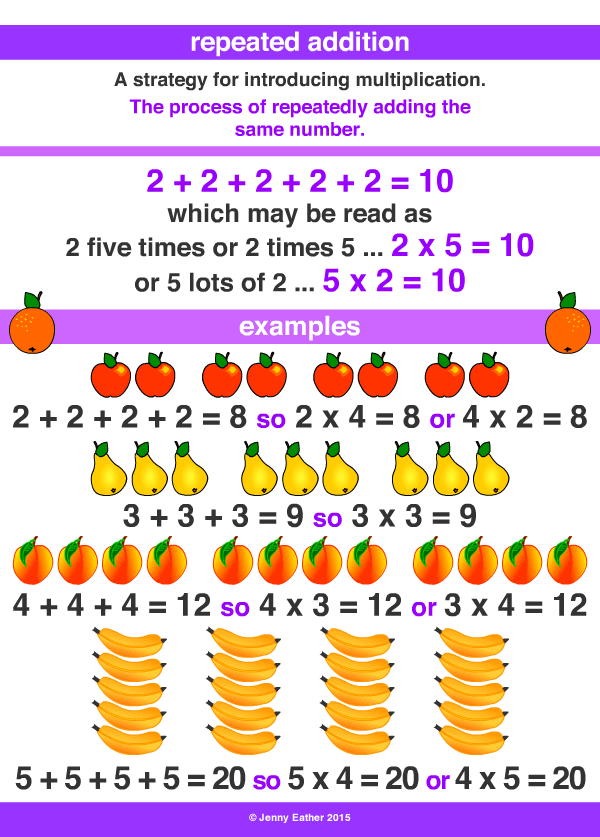 repeated addition
A strategy for introducing multiplication.
The process of repeatedly adding the
same number.
2 + 2 + 2 + 2 + 2 = 10
which may be read as
2 five times or 2 times 5 ... 2 x 5 = 10
or 5 lots of 2 ... 5 x 2 = 10
examples
2 + 2 + 2 + 2 = 8 so 2 x 4 = 8 or 4 x 2 = 8
3 + 3 + 3 = 9 so 3 x 3 = 9
4 + 4 + 4 = 12 so 4 x 3 = 12 or 3 x 4 = 12
5 + 5 + 5 + 5 = 20 so 5 x 4 = 20 or 4 x 5 = 20
© Jenny Eather 2015